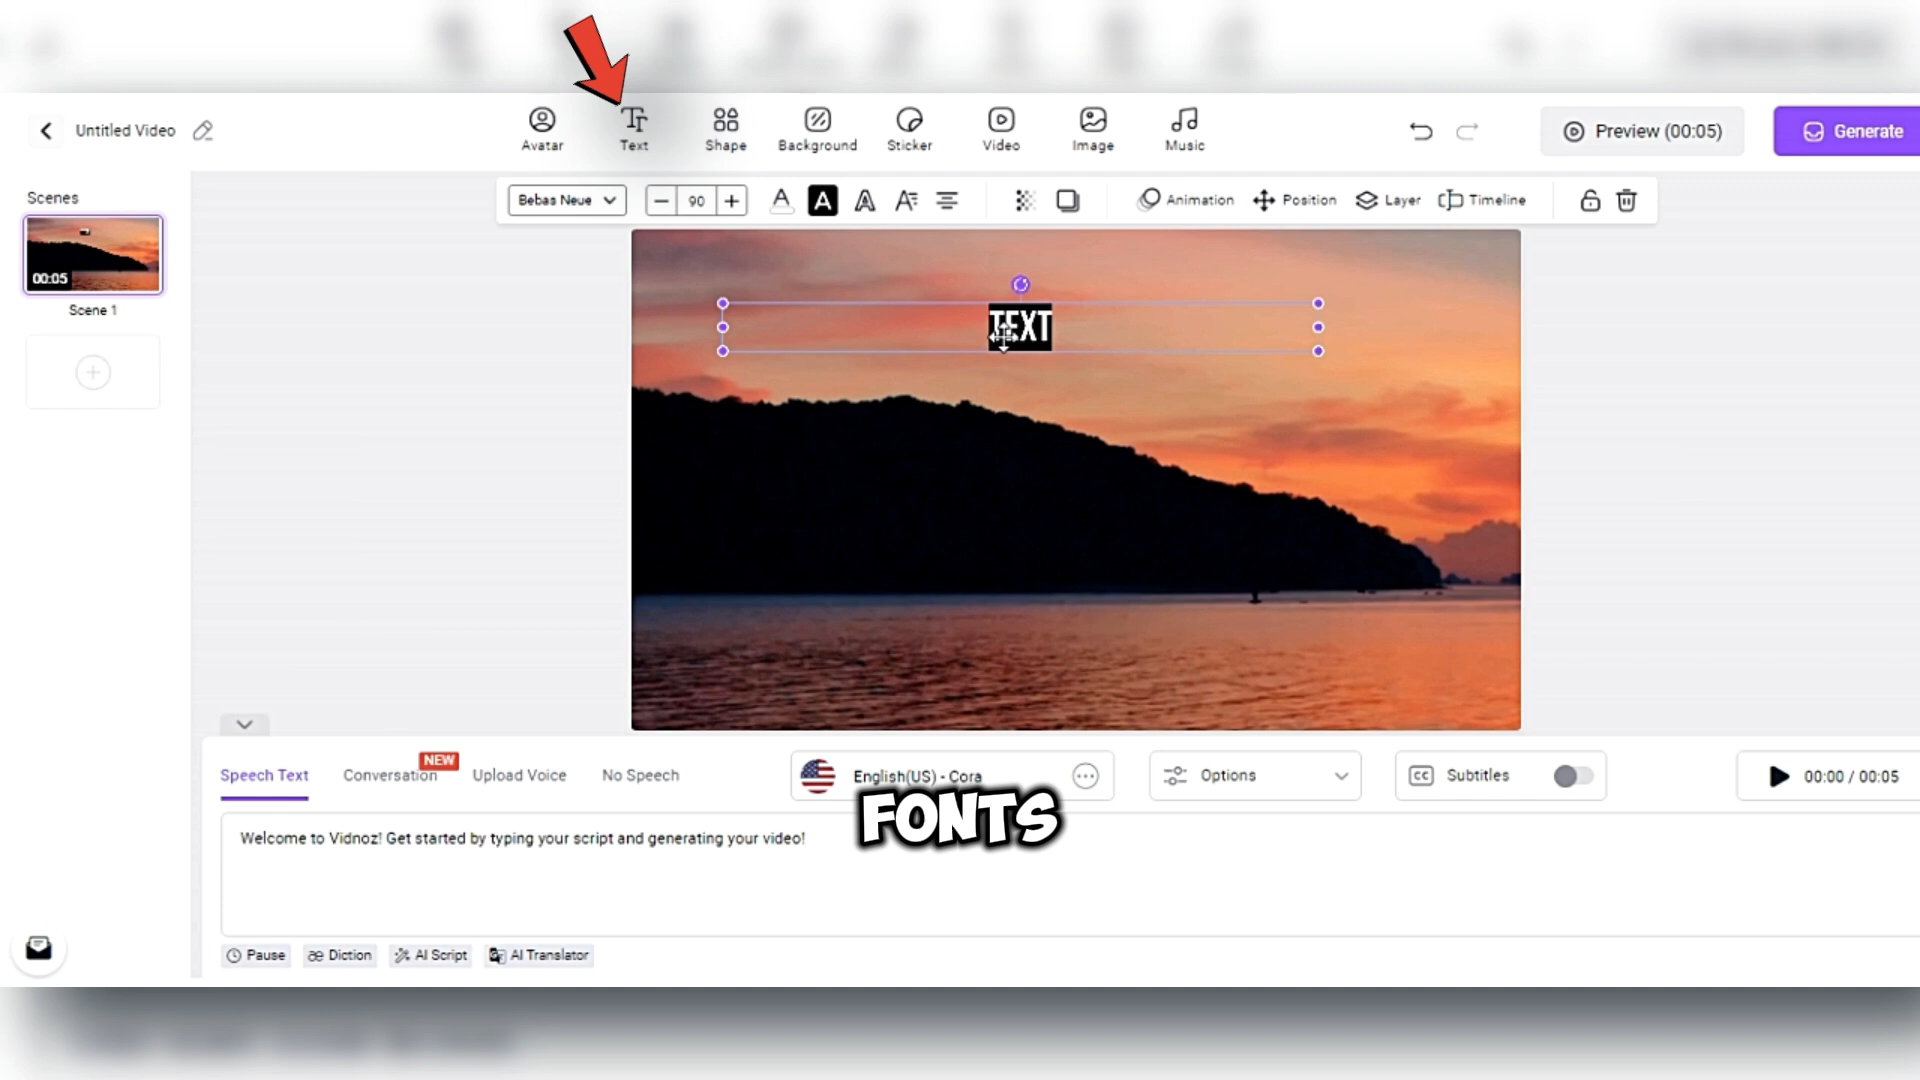 Untitled Video
Avatar
Text
Shape
Background
Sticker
Video
Image
Music
Preview (00:05)
Generate
Scenes
Bebas Neue
90
Animation
Position
Layer
Timeline
00:05
Scene 1
TEXT
Speech Text
Conversation
NEW
Upload Voice
No Speech
English(US) - Cora
Options
CC
Subtitles
00:00 / 00:05
FONTS
Welcome to Vidnoz! Get started by typing your script and generating your video!
Pause
æ Diction
AI Script
AI Translator